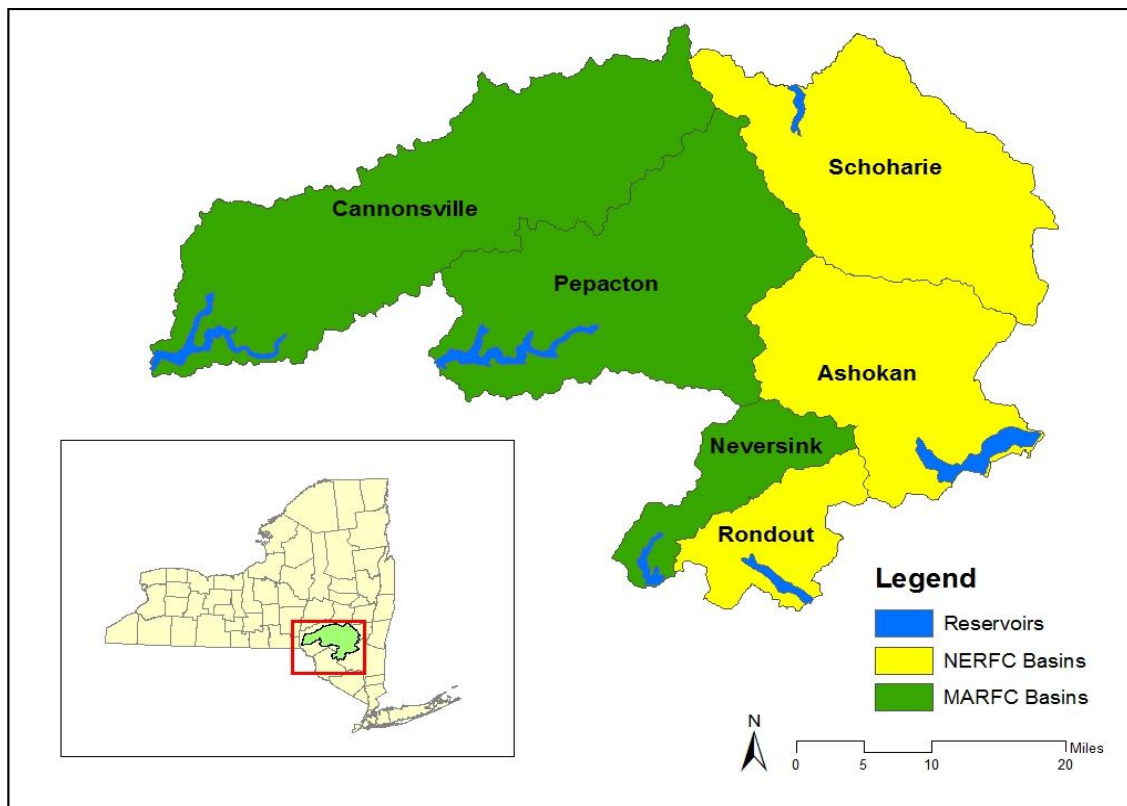 Schoharie
Cannonsville
Pepacton
Ashokan
Neversink
Rondout
Legend
Reservoirs
NERFC Basins
MARFC Basins
N
Miles
0 5 10 20